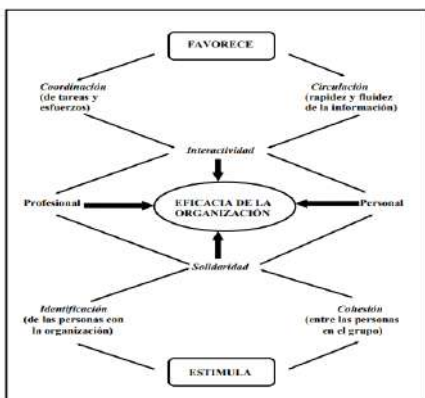 FAVORECE
Coordinación
(de tareas y
esfuerzos)
Circulación
(rapidez y fluidez
de la información)
Interactividad
Profesional
EFICACIA DE LA
ORGANIZACIÓN
Personal
Solidaridad
Identificación
(de las personas con
la organización)
Cohesión
(entre las personas
en el grupo)
ESTIMULA